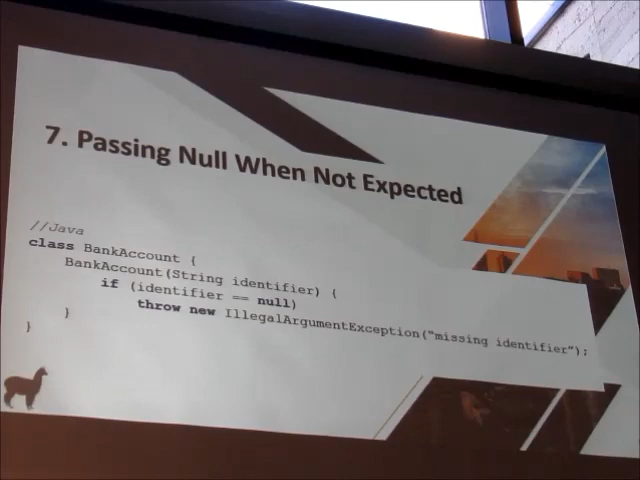 7. Passing Null When Not Expected
//Java
class BankAccount {
BankAccount(String identifier) {
if (identifier == null)
throw new IllegalArgumentException("missing identifier");
}
}